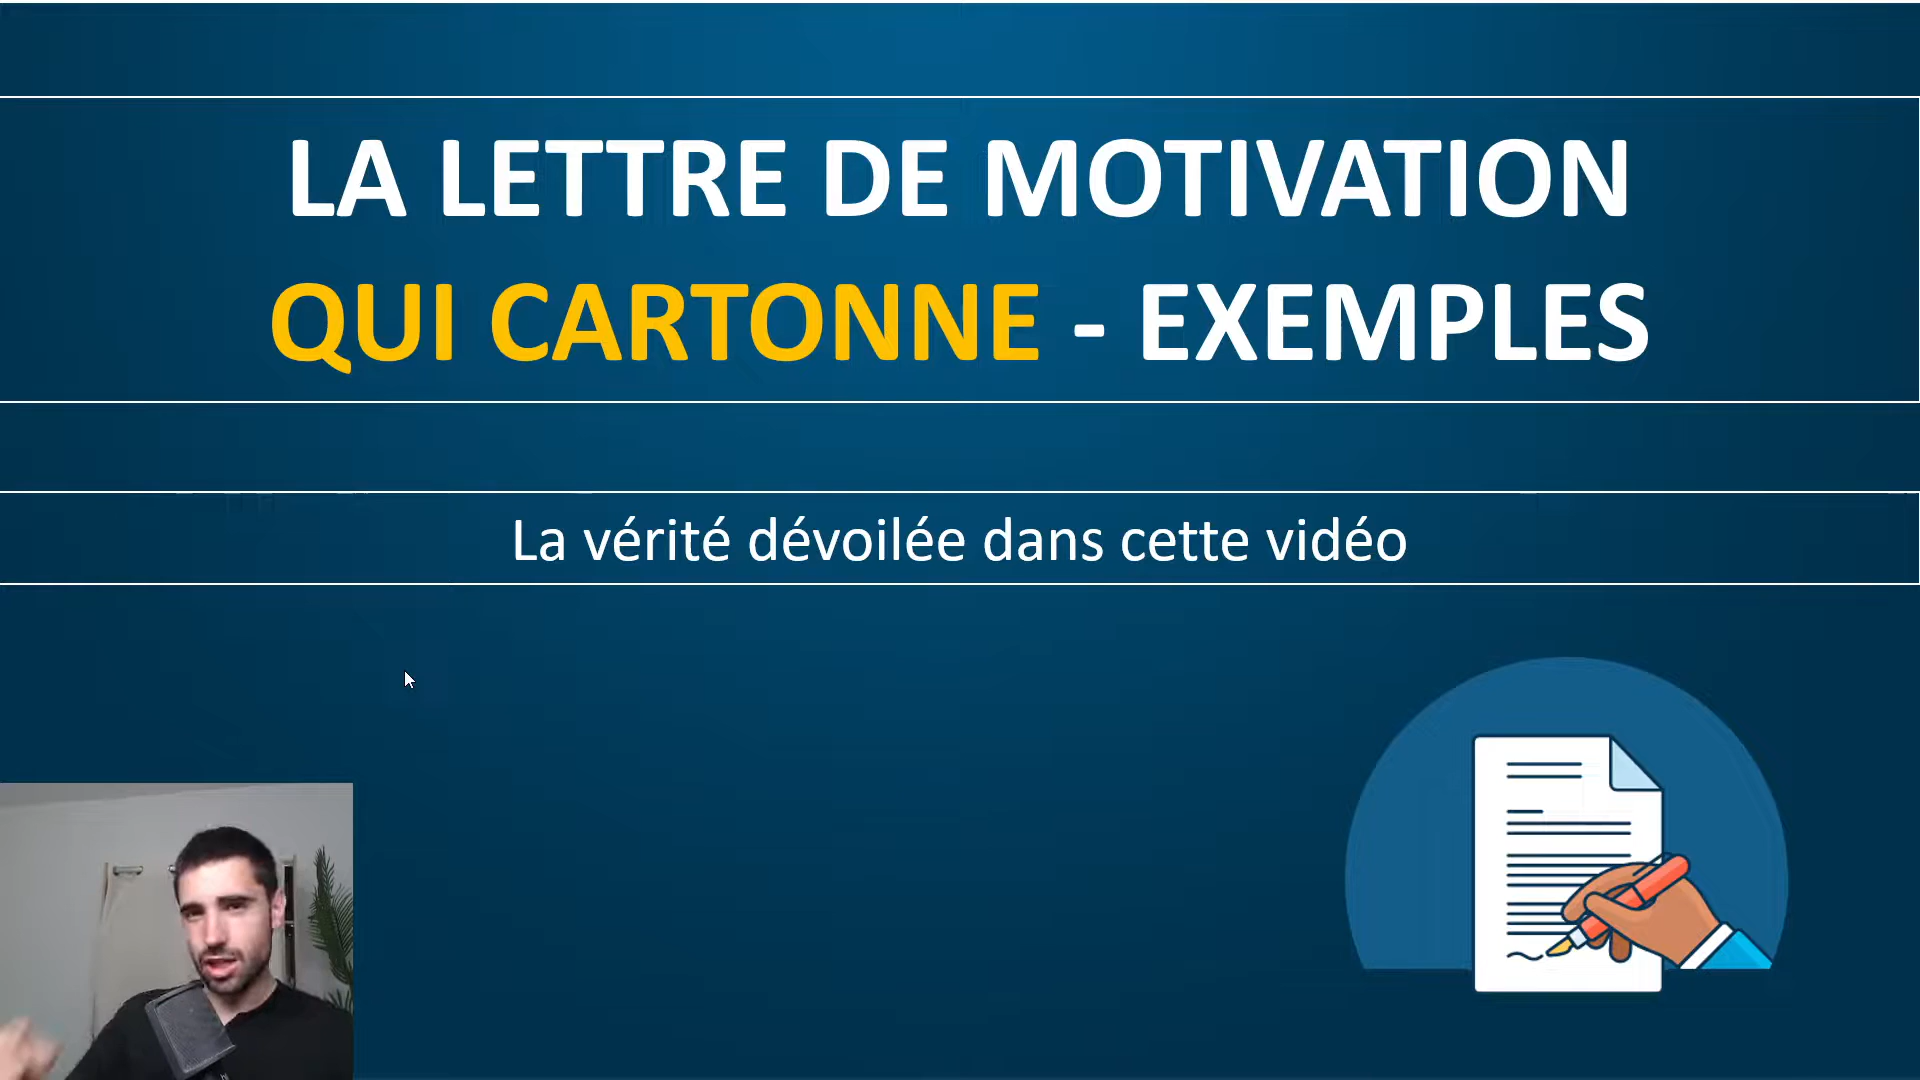 LA LETTRE DE MOTIVATION
QUI CARTONNE - EXEMPLES
La vérité dévoilée dans cette vidéo